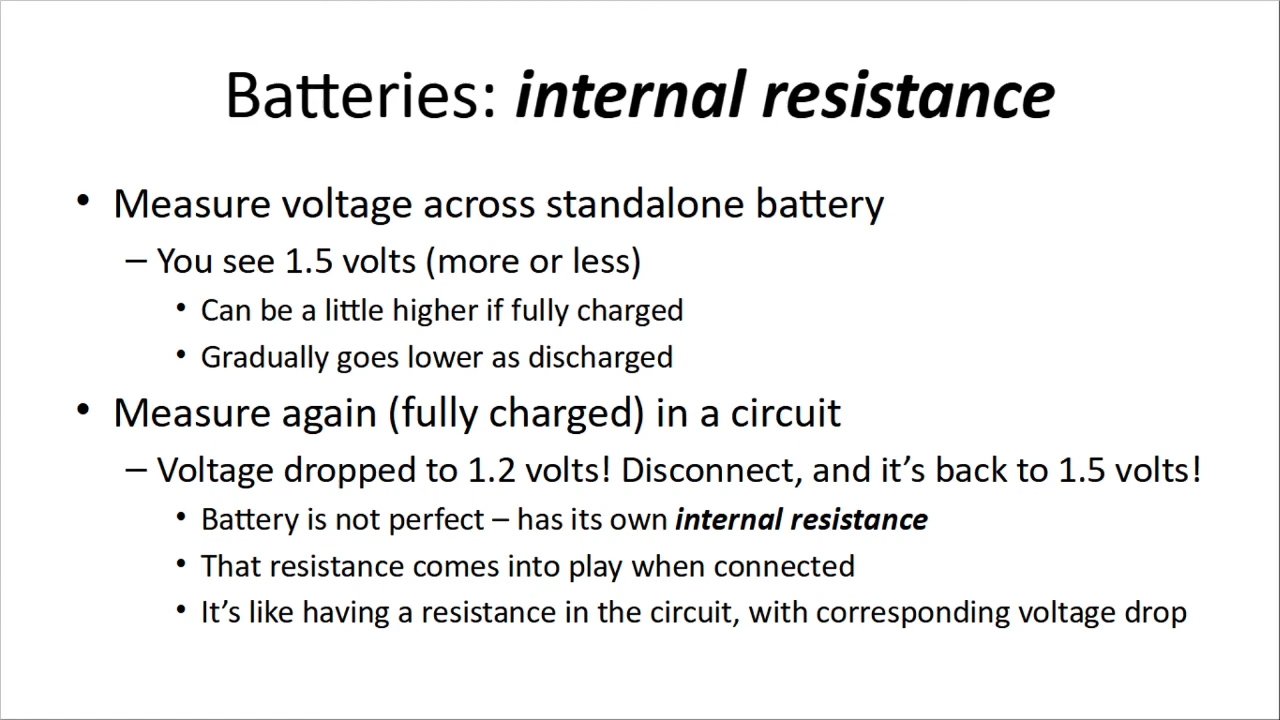 Batteries: internal resistance
• Measure voltage across standalone battery
– You see 1.5 volts (more or less)
• Can be a little higher if fully charged
• Gradually goes lower as discharged
• Measure again (fully charged) in a circuit
– Voltage dropped to 1.2 volts! Disconnect, and it’s back to 1.5 volts!
• Battery is not perfect – has its own internal resistance
• That resistance comes into play when connected
• It’s like having a resistance in the circuit, with corresponding voltage drop